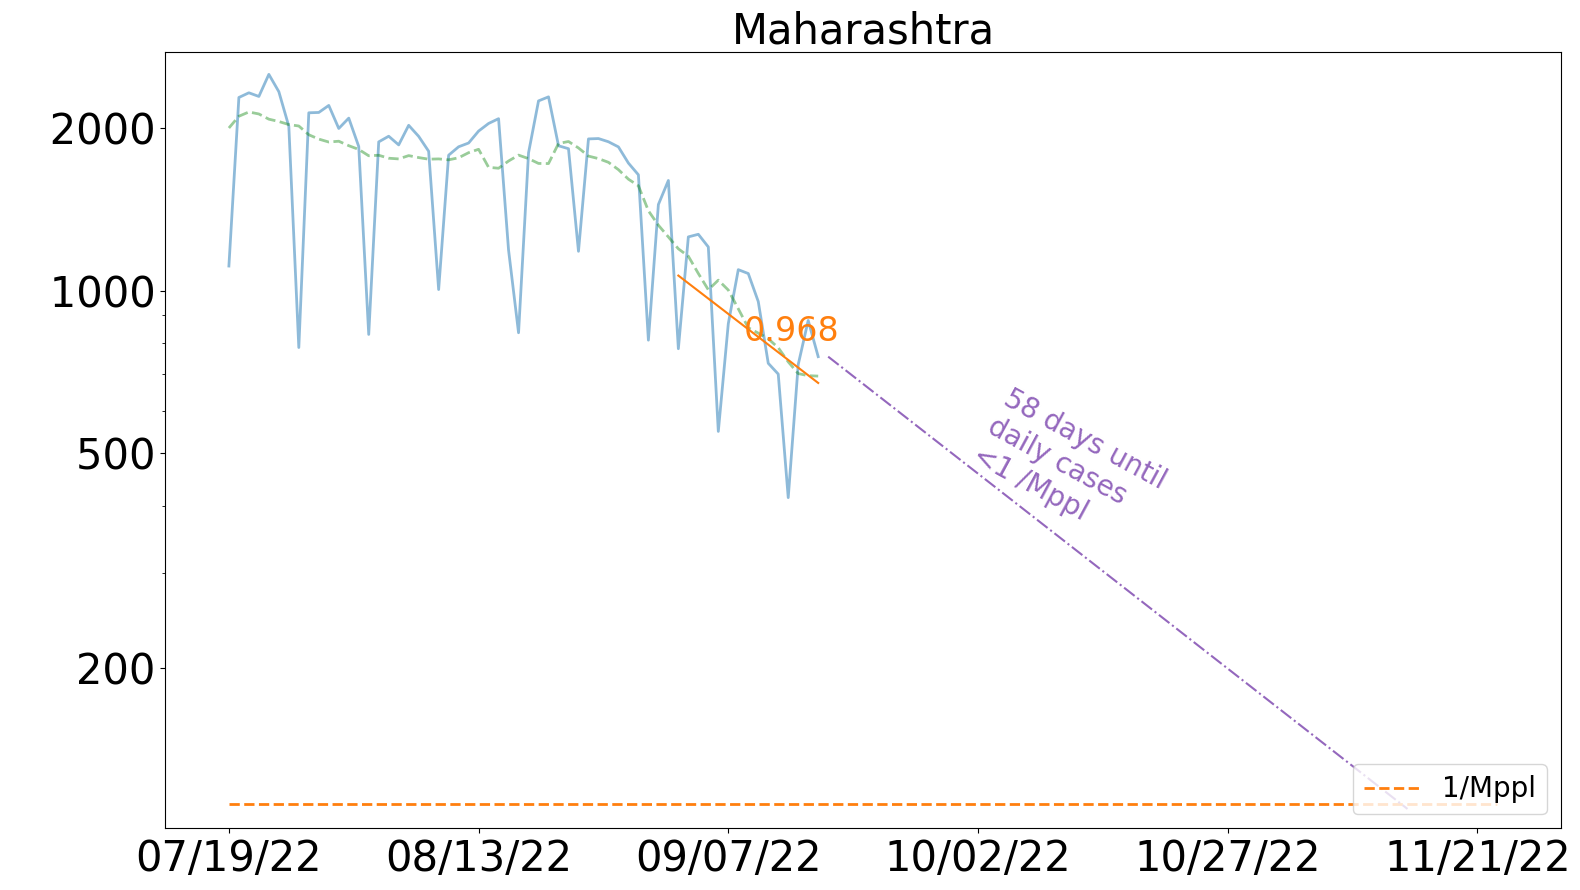 Maharashtra
2000
1000
500
200
0.968
58 days until
daily cases
<1 /Mppl
1/Mppl
07/19/22
08/13/22
09/07/22
10/02/22
10/27/22
11/21/22